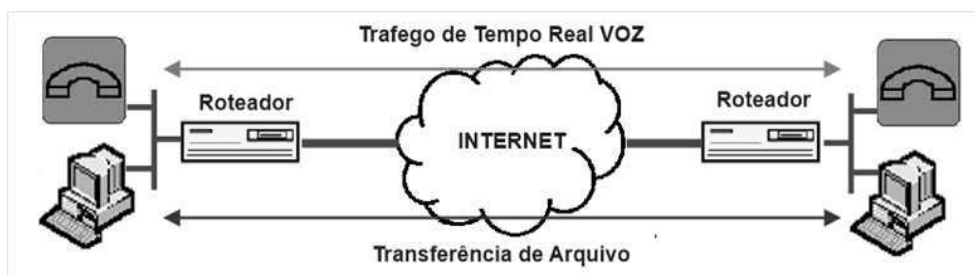 Trafego de Tempo Real VOZ
Roteador
Roteador
INTERNET
Transferência de Arquivo